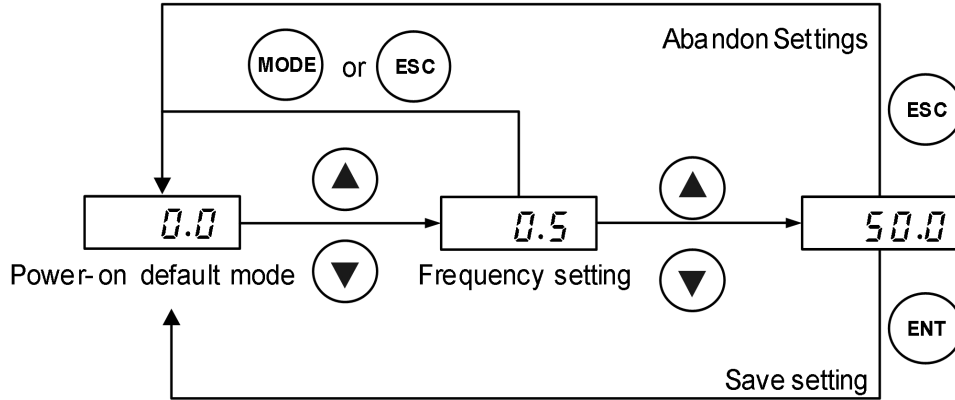 Abandon Settings
MODE or ESC
ESC
0.0
0.5
50.0
Power-on default mode
Frequency setting
ENT
Save setting